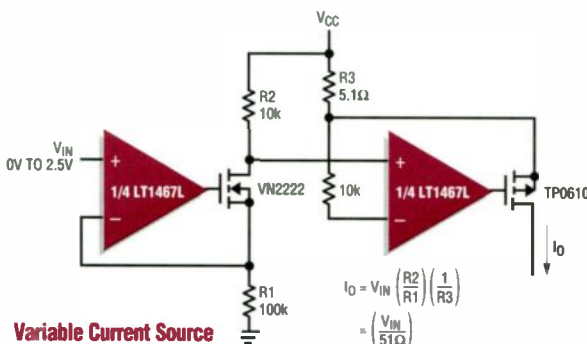 VCC
R2
10k
R3
5.1Ω
VIN
0V TO 2.5V
+
1/4 LT1467L
−
VN2222
10k
+
1/4 LT1467L
−
TP0610
IO
R1
100k
IO = VIN (R2/R1)(1/R3)
= (VIN/51Ω)
Variable Current Source